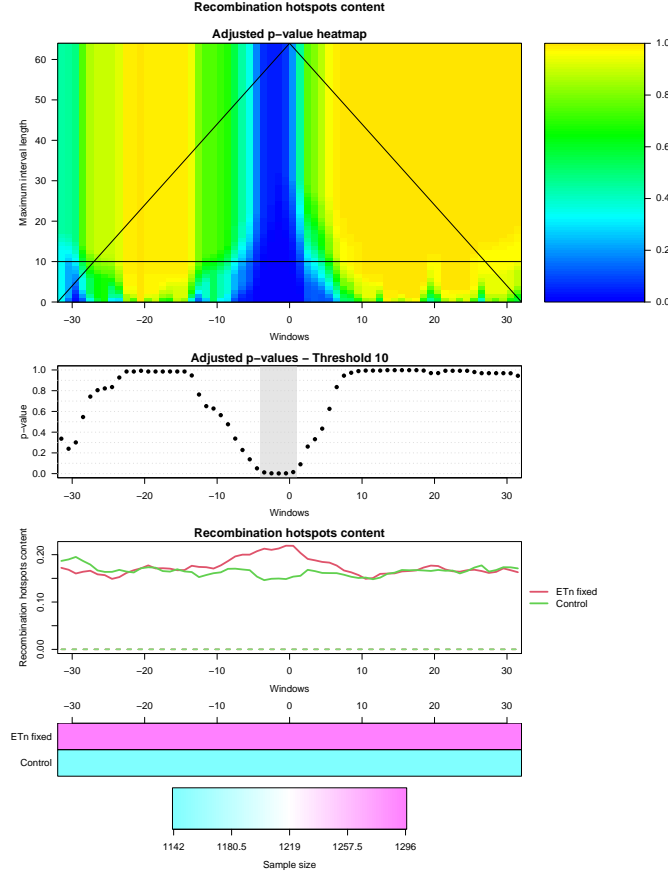 Recombination hotspots content
Adjusted p−value heatmap
Maximum interval length
60
50
40
30
20
10
0
−30 −20 −10 0 10 20 30
Windows
1.0
0.8
0.6
0.4
0.2
0.0
Adjusted p−values − Threshold 10
p−value
1.0
0.8
0.6
0.4
0.2
0.0
−30 −20 −10 0 10 20 30
Windows
Recombination hotspots content
Recombination hotspots content
0.20
0.10
0.00
−30 −20 −10 0 10 20 30
Windows
ETn fixed
Control
−30 −20 −10 0 10 20 30
ETn fixed
Control
1142 1180.5 1219 1257.5 1296
Sample size